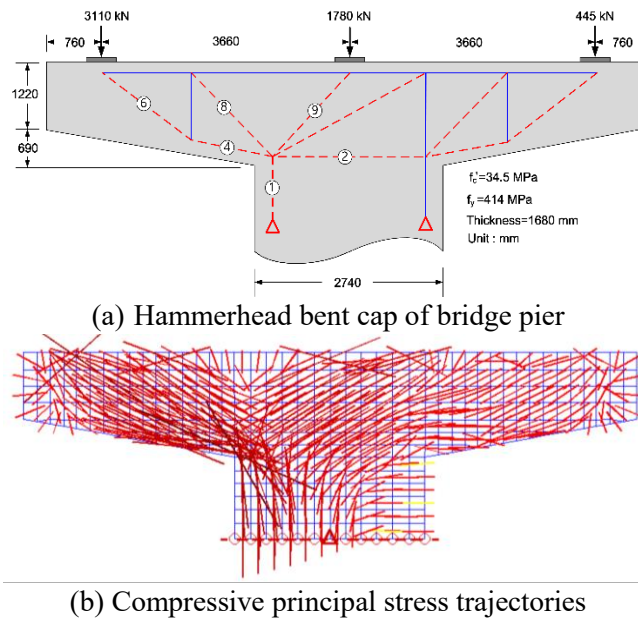 3110 kN 1780 kN 445 kN
760 3660 3660 760
1220
690
6 8 9
4 2
1
f'c=34.5 MPa
fy =414 MPa
Thickness=1680 mm
Unit : mm
2740
(a) Hammerhead bent cap of bridge pier
(b) Compressive principal stress trajectories